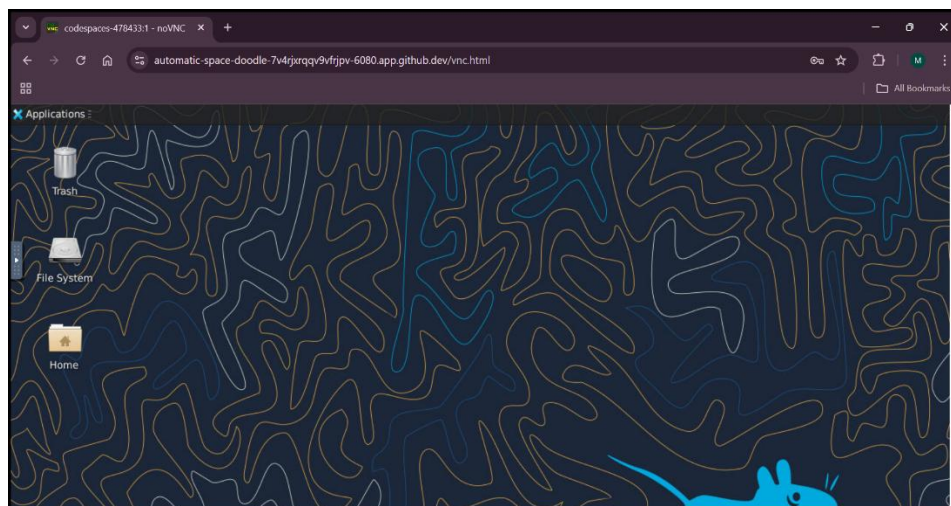 codespaces-478433:1 - noVNC
automatic-space-doodle-7v4rjxrqqv9vfrjpv-6080.app.github.dev/vnc.html
M
All Bookmarks
Applications
Trash
File System
Home